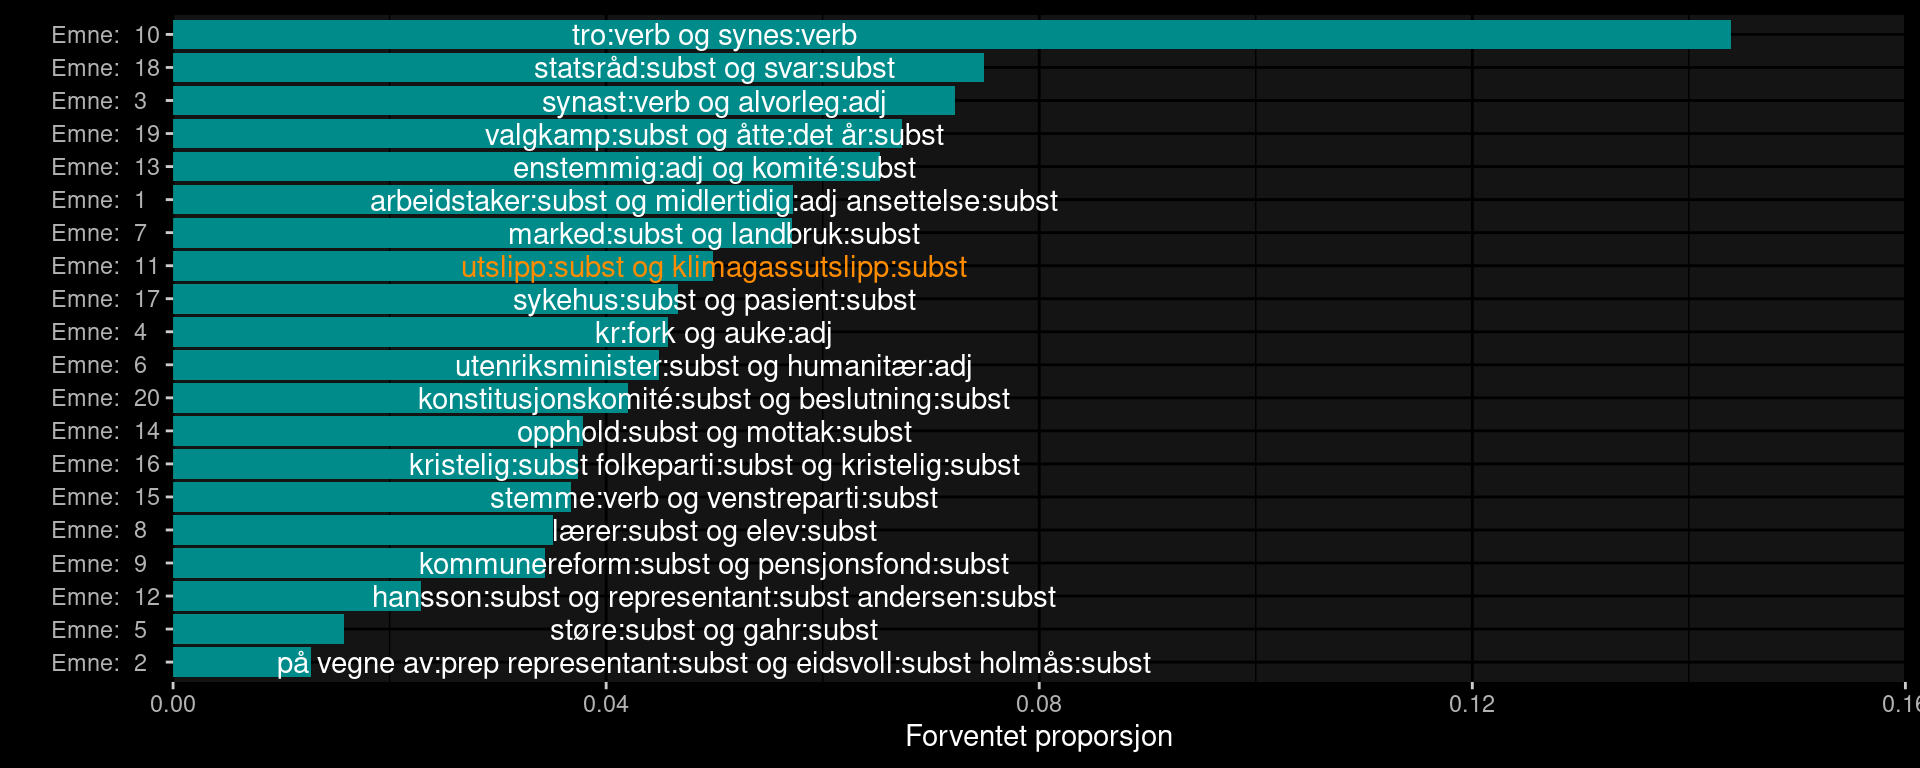 Emne: 10 tro:verb og synes:verb
Emne: 18 statsråd:subst og svar:subst
Emne: 3 synast:verb og alvorleg:adj
Emne: 19 valgkamp:subst og åtte:det år:subst
Emne: 13 enstemmig:adj og komité:subst
Emne: 1 arbeidstaker:subst og midlertidig:adj ansettelse:subst
Emne: 7 marked:subst og landbruk:subst
Emne: 11 utslipp:subst og klimagassutslipp:subst
Emne: 17 sykehus:subst og pasient:subst
Emne: 4 kr:fork og auke:adj
Emne: 6 utenriksminister:subst og humanitær:adj
Emne: 20 konstitusjonskomité:subst og beslutning:subst
Emne: 14 opphold:subst og mottak:subst
Emne: 16 kristelig:subst folkeparti:subst og kristelig:subst
Emne: 15 stemme:verb og venstreparti:subst
Emne: 8 lærer:subst og elev:subst
Emne: 9 kommunereform:subst og pensjonsfond:subst
Emne: 12 hansson:subst og representant:subst andersen:subst
Emne: 5 støre:subst og gahr:subst
Emne: 2 på vegne av:prep representant:subst og eidsvoll:subst holmås:subst
0.00 0.04 0.08 0.12 0.16
Forventet proporsjon